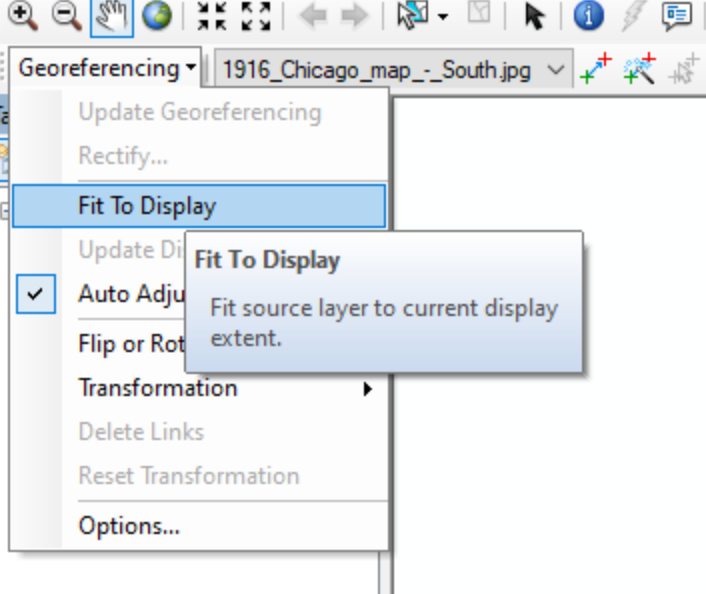 Georeferencing
1916_Chicago_map_-_South.jpg
Update Georeferencing
Rectify...
Fit To Display
Update Di
Fit To Display
Auto Adju
Fit source layer to current display
extent.
Flip or Rot
Transformation
Delete Links
Reset Transformation
Options...